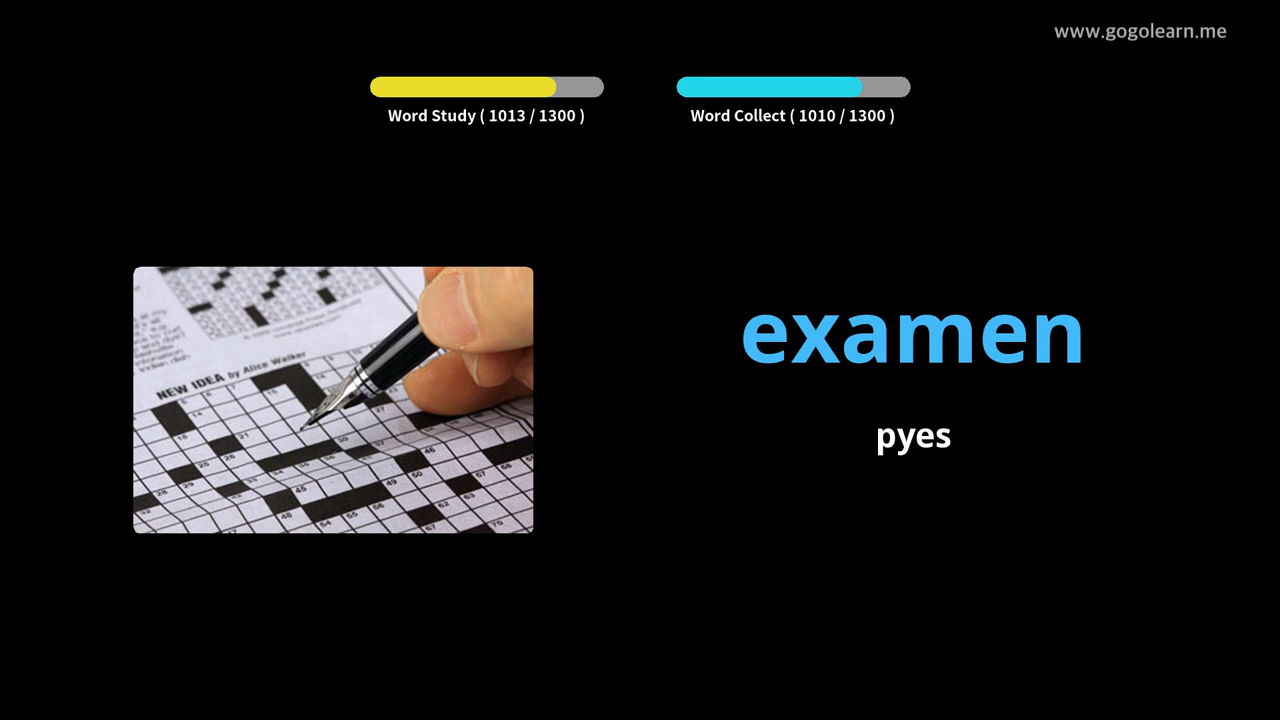 www.gogolearn.me
Word Study ( 1013 / 1300 )
Word Collect ( 1010 / 1300 )
NEW IDEA by Alice Walker
examen
pyes